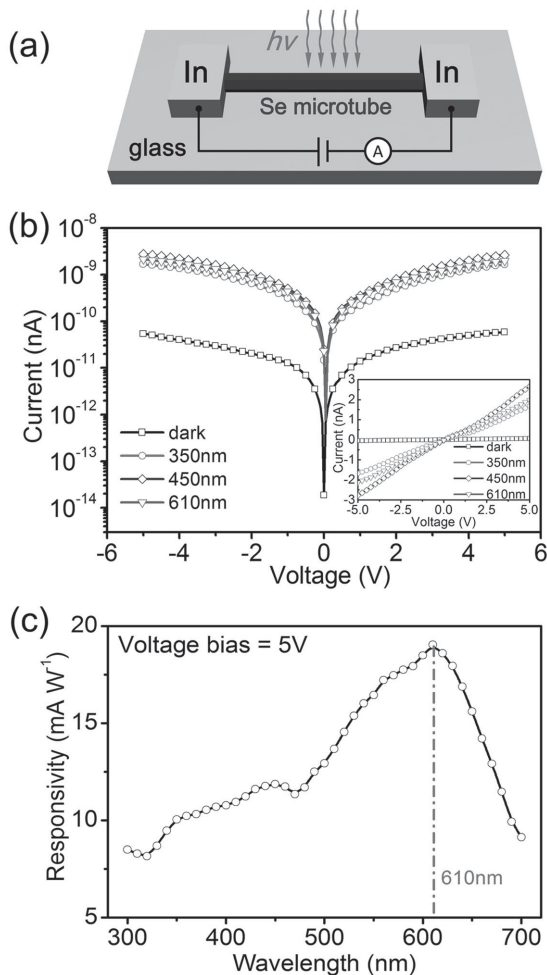 (a)
hν
In
In
Se microtube
glass
A
(b)
10⁻⁸
10⁻⁹
10⁻¹⁰
10⁻¹¹
10⁻¹²
10⁻¹³
10⁻¹⁴
Current (nA)
dark
350nm
450nm
610nm
-6 -4 -2 0 2 4 6
Voltage (V)
3
2
1
0
-1
-2
-3
Current (nA)
dark
350nm
450nm
610nm
-5.0 -2.5 0.0 2.5 5.0
Voltage (V)
(c)
Voltage bias = 5V
20
15
10
5
Responsivity (mA W⁻¹)
610nm
300 400 500 600 700
Wavelength (nm)